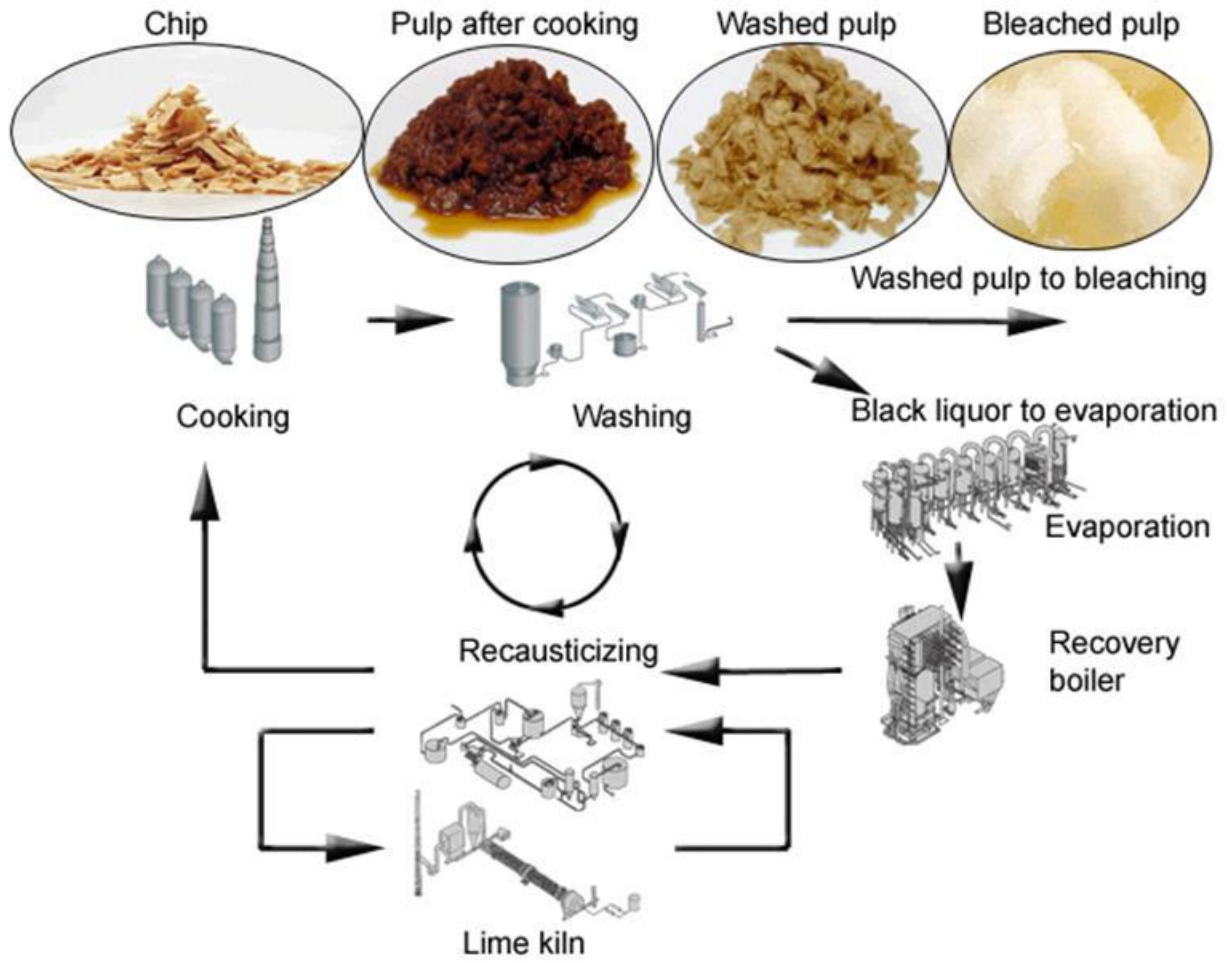 Chip
Pulp after cooking
Washed pulp
Bleached pulp
Washed pulp to bleaching
Cooking
Washing
Black liquor to evaporation
Evaporation
Recausticizing
Recovery
boiler
Lime kiln